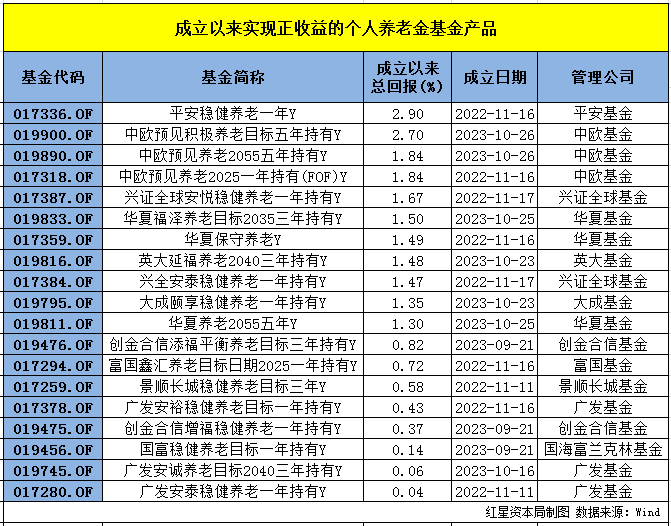 成立以来实现正收益的个人养老金基金产品
基金代码 基金简称 成立以来总回报(%) 成立日期 管理公司
017336.OF 平安稳健养老一年Y 2.90 2022-11-16 平安基金
019900.OF 中欧预见积极养老目标五年持有Y 2.70 2023-10-26 中欧基金
019890.OF 中欧预见养老2055五年持有Y 1.84 2023-10-26 中欧基金
017318.OF 中欧预见养老2025一年持有(FOF)Y 1.84 2022-11-16 中欧基金
017387.OF 兴证全球安悦稳健养老一年持有Y 1.67 2022-11-17 兴证全球基金
019833.OF 华夏福泽养老目标2035三年持有Y 1.50 2023-10-25 华夏基金
017359.OF 华夏保守养老Y 1.49 2022-11-16 华夏基金
019816.OF 英大延福养老2040三年持有Y 1.48 2023-10-23 英大基金
017384.OF 兴全安泰稳健养老一年持有Y 1.47 2022-11-17 兴证全球基金
019795.OF 大成颐享稳健养老一年持有Y 1.35 2023-10-23 大成基金
019811.OF 华夏养老2055五年Y 1.30 2023-10-25 华夏基金
019476.OF 创金合信添福平衡养老目标三年持有Y 0.82 2023-09-21 创金合信基金
017294.OF 富国鑫汇养老目标日期2025一年持有Y 0.72 2022-11-16 富国基金
017259.OF 景顺长城稳健养老目标三年Y 0.58 2022-11-11 景顺长城基金
017378.OF 广发安裕稳健养老目标一年持有Y 0.43 2022-11-16 广发基金
019475.OF 创金合信增福稳健养老目标一年持有Y 0.37 2023-09-21 创金合信基金
019456.OF 国富稳健养老目标一年持有Y 0.14 2023-09-21 国海富兰克林基金
019745.OF 广发安诚养老目标2040三年持有Y 0.06 2023-10-16 广发基金
017280.OF 广发安泰稳健养老一年持有Y 0.04 2022-11-11 广发基金
红星资本局制图 数据来源：Wind